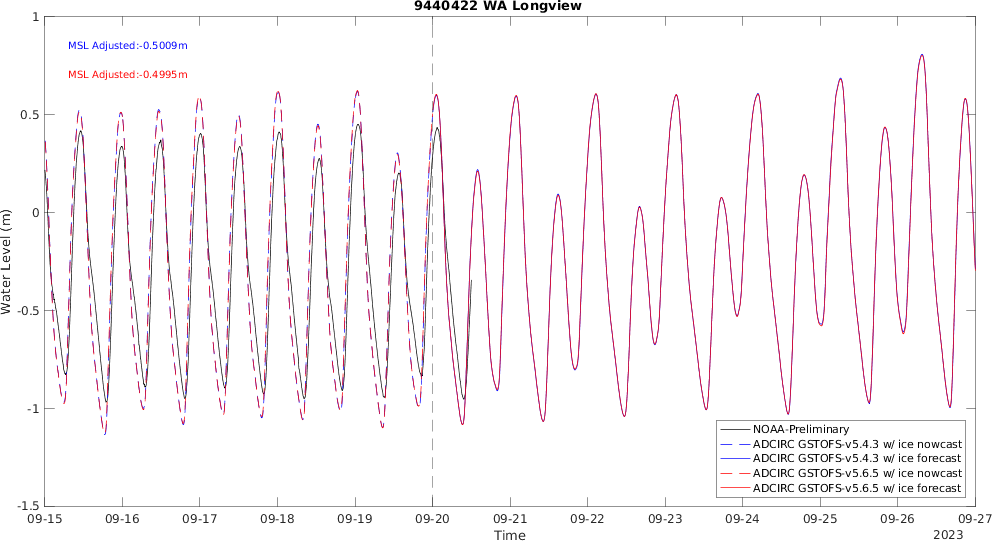 9440422 WA Longview
MSL Adjusted:-0.5009m
MSL Adjusted:-0.4995m
Water Level (m)
1
0.5
0
-0.5
-1
-1.5
NOAA-Preliminary
ADCIRC GSTOFS-v5.4.3 w/ ice nowcast
ADCIRC GSTOFS-v5.4.3 w/ ice forecast
ADCIRC GSTOFS-v5.6.5 w/ ice nowcast
ADCIRC GSTOFS-v5.6.5 w/ ice forecast
09-15 09-16 09-17 09-18 09-19 09-20 09-21 09-22 09-23 09-24 09-25 09-26 09-27
Time
2023